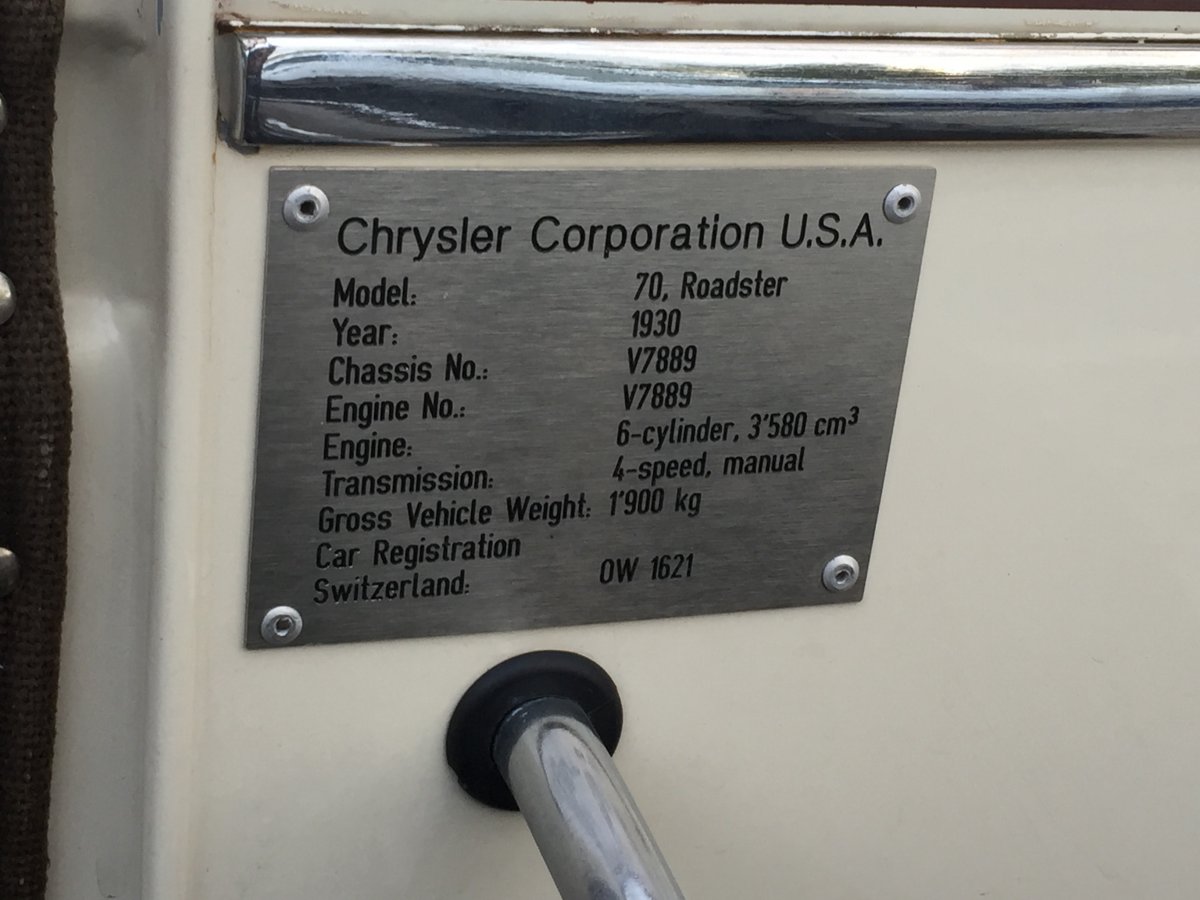 Chrysler Corporation U.S.A.
Model: 70, Roadster
Year: 1930
Chassis No.: V7889
Engine No.: V7889
Engine: 6-cylinder, 3'580 cm³
Transmission: 4-speed, manual
Gross Vehicle Weight: 1'900 kg
Car Registration
Switzerland: OW 1621